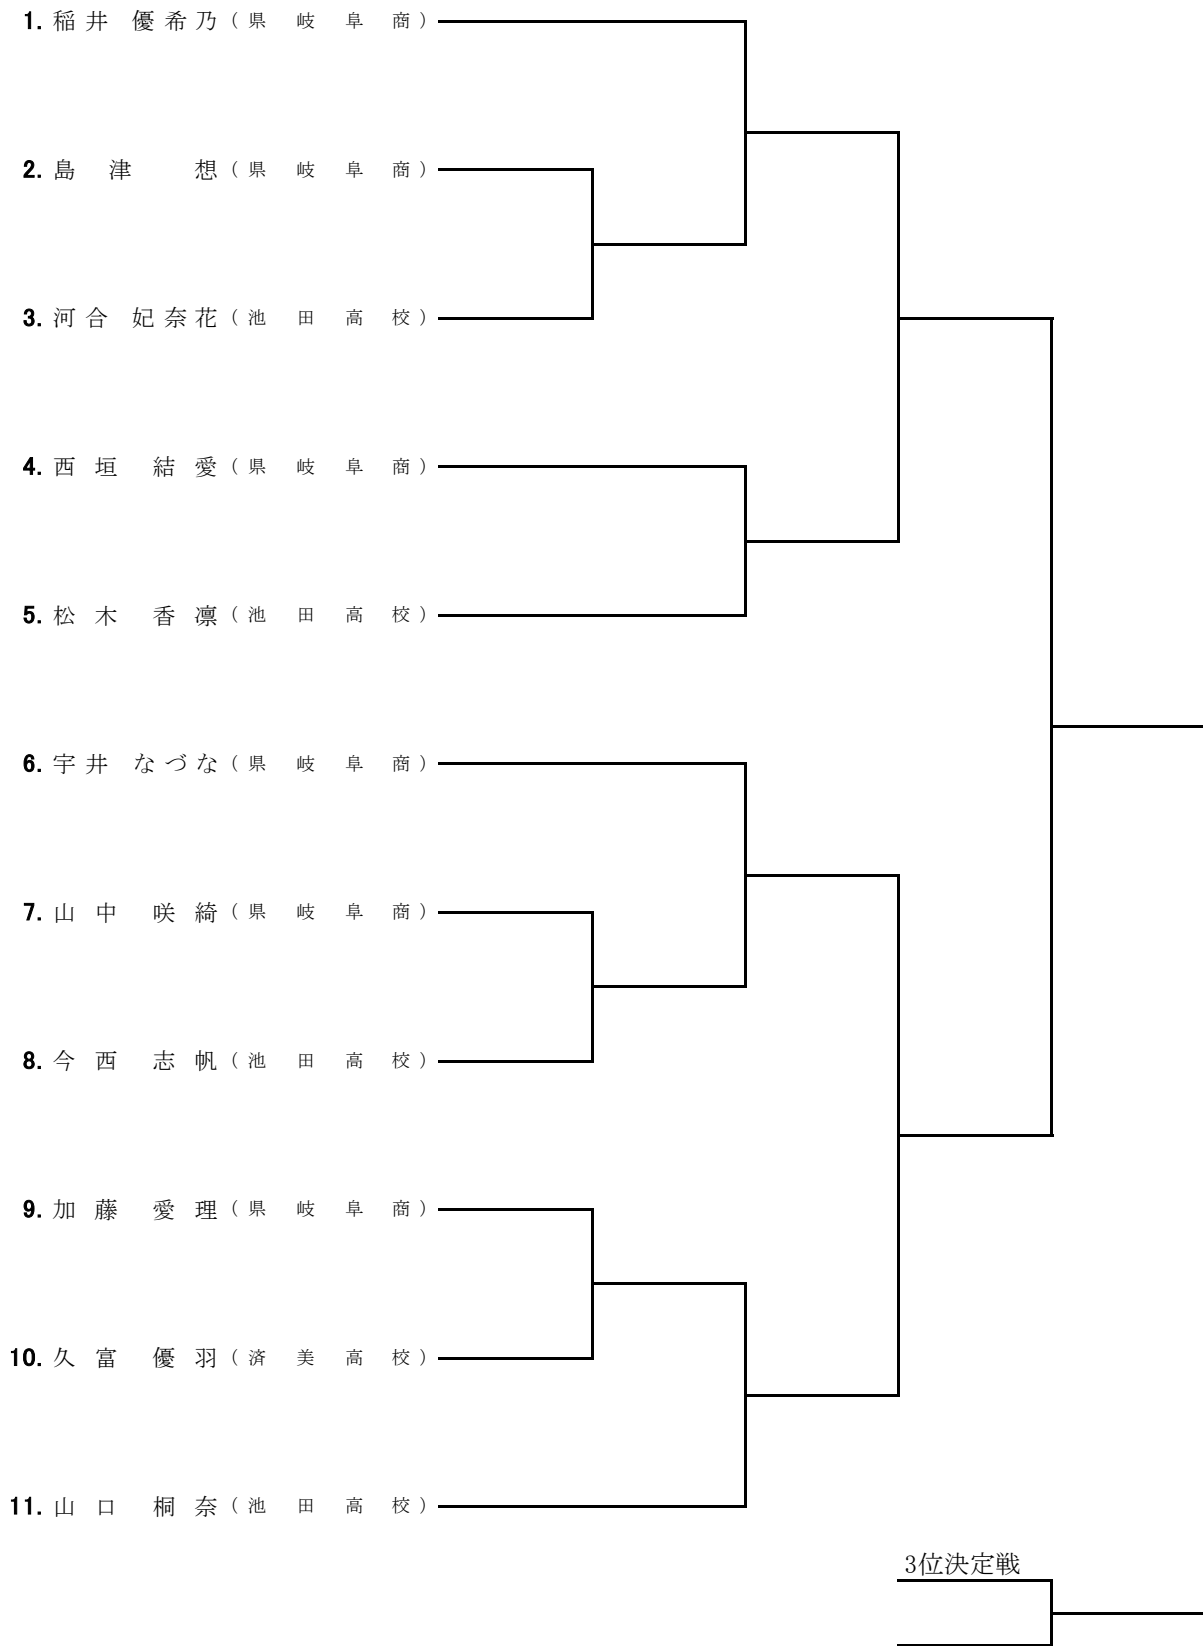 1. 稲井 優希乃 (県岐阜商)
2. 島津 想 (県岐阜商)
3. 河合 妃奈花 (池田高校)
4. 西垣 結愛 (県岐阜商)
5. 松木 香凛 (池田高校)
6. 宇井 なづな (県岐阜商)
7. 山中 咲綺 (県岐阜商)
8. 今西 志帆 (池田高校)
9. 加藤 愛理 (県岐阜商)
10. 久富 優羽 (済美高校)
11. 山口 桐奈 (池田高校)
3位決定戦